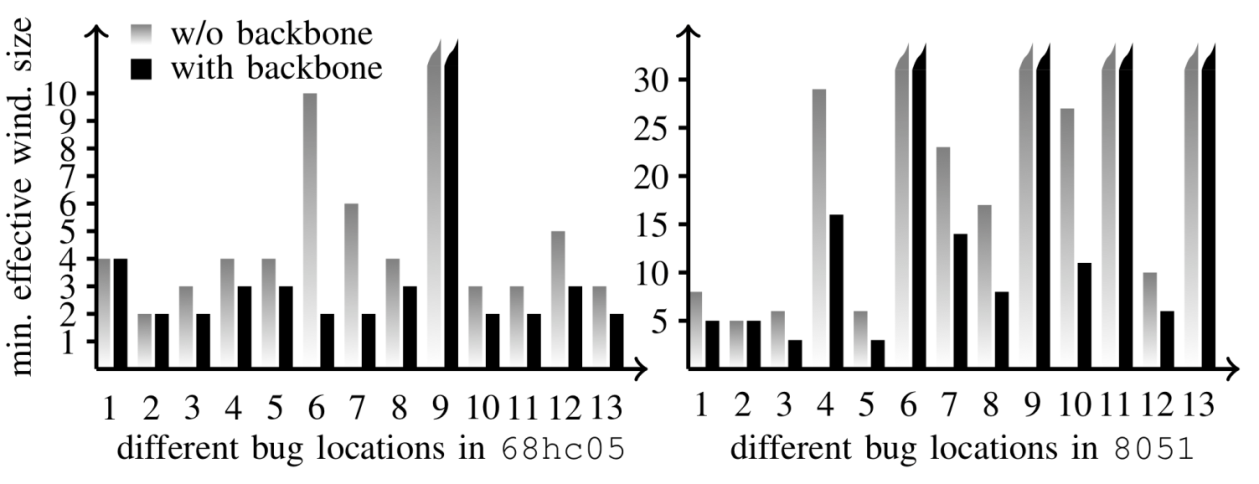 min. effective wind. size
w/o backbone
with backbone
10
9
8
7
6
5
4
3
2
1
1 2 3 4 5 6 7 8 9 10 11 12 13
different bug locations in 68hc05
30
25
20
15
10
5
1 2 3 4 5 6 7 8 9 10 11 12 13
different bug locations in 8051